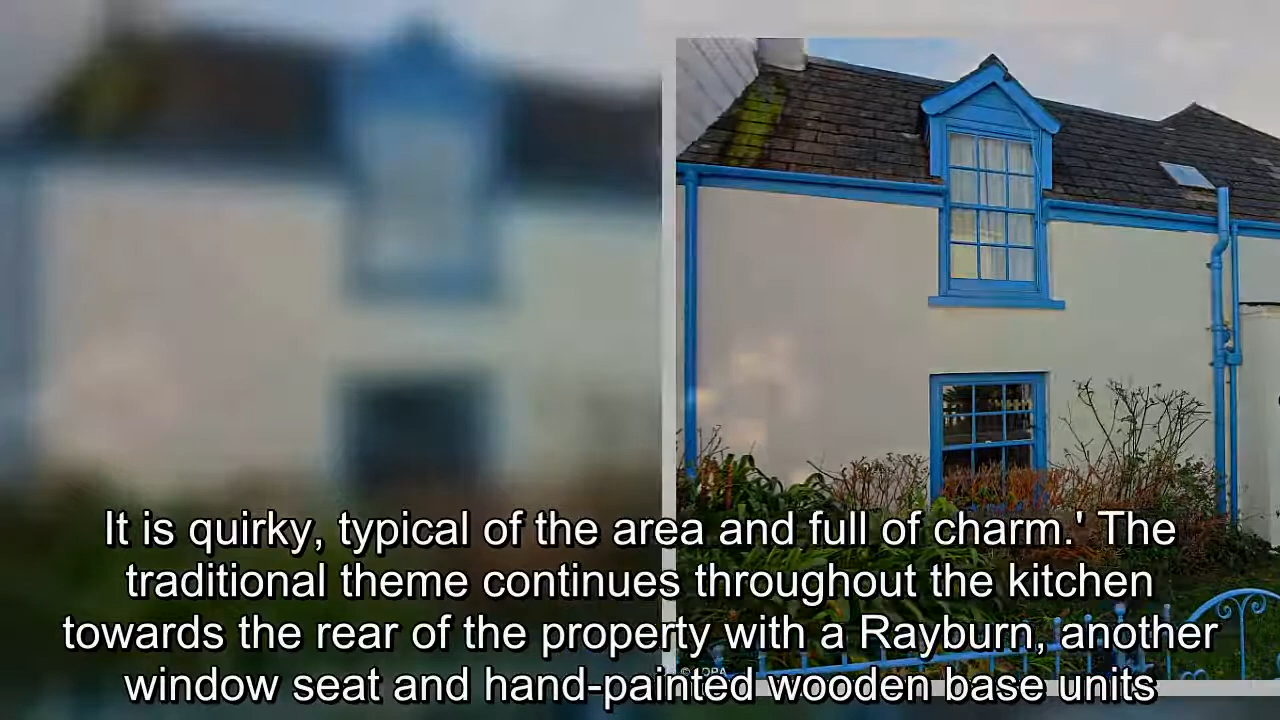 It is quirky, typical of the area and full of charm.' The
traditional theme continues throughout the kitchen
towards the rear of the property with a Rayburn, another
window seat and hand-painted wooden base units